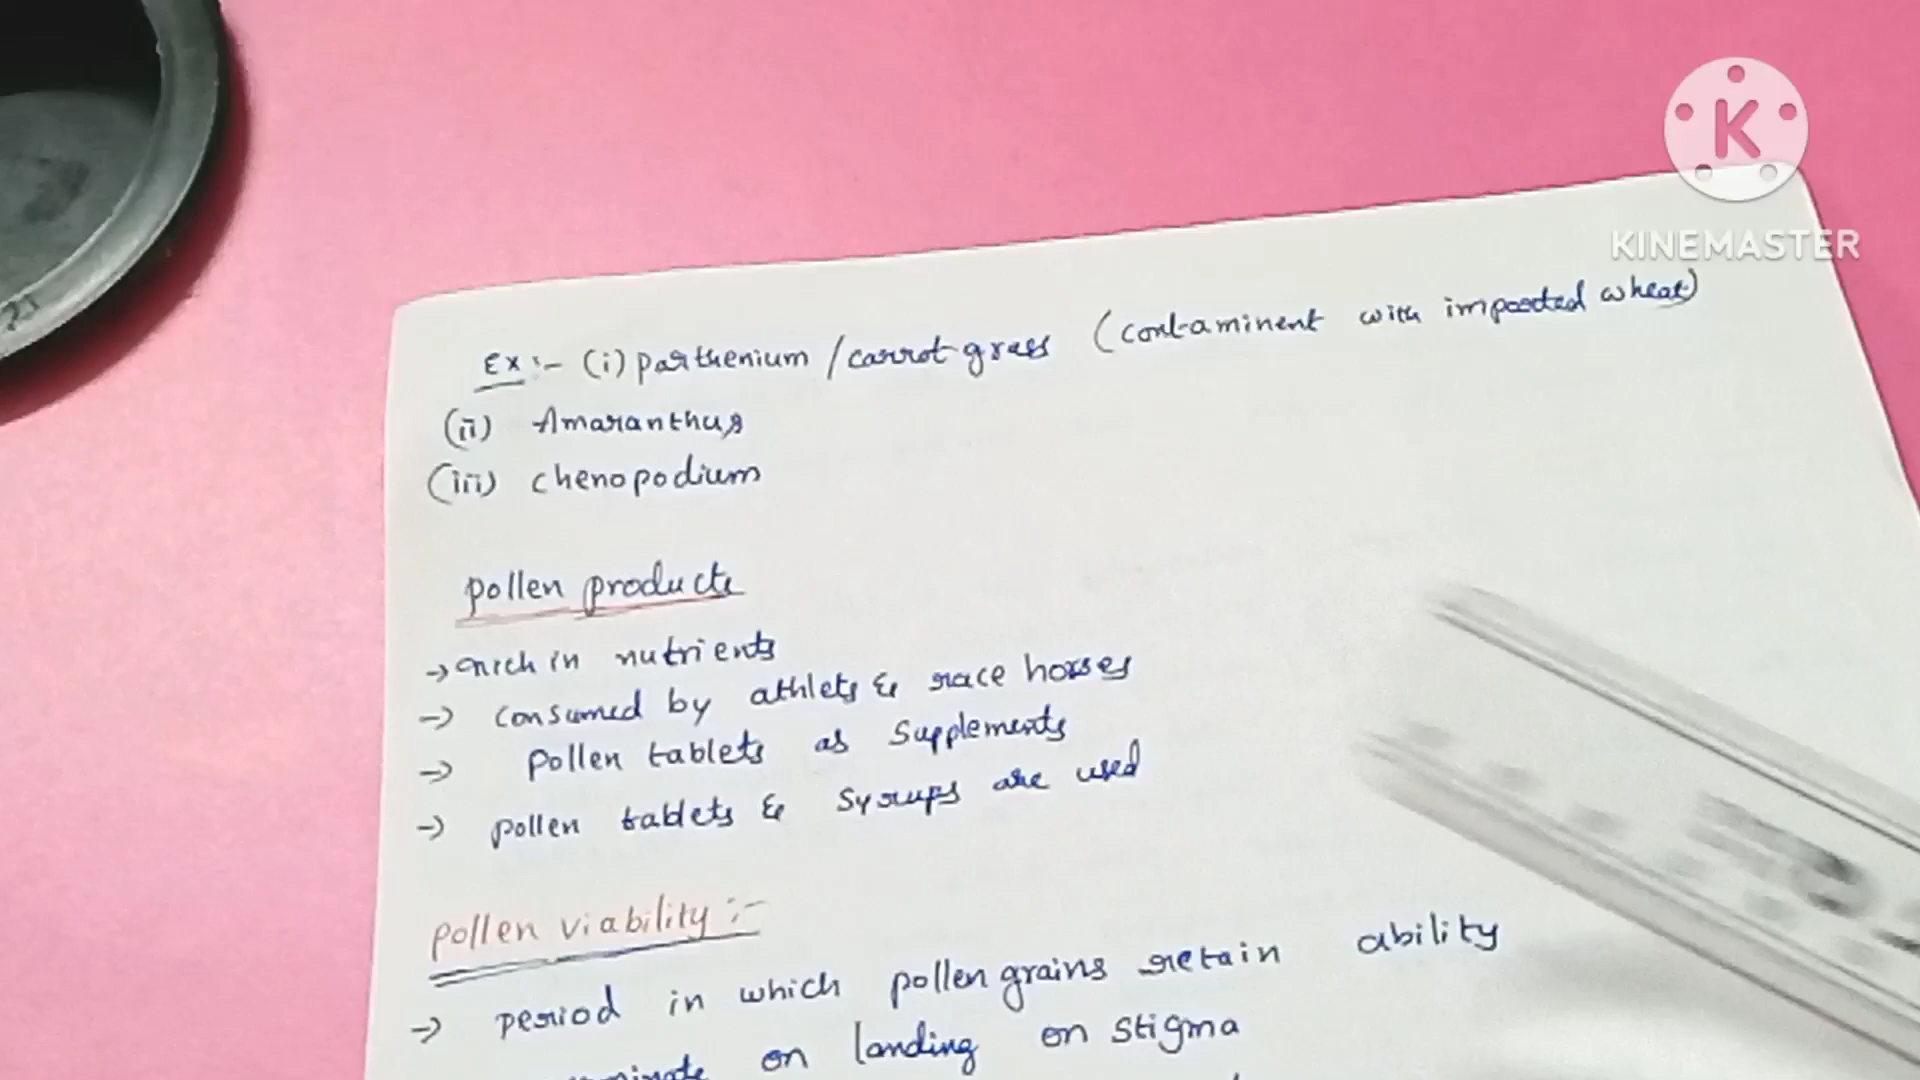 K
KINEMASTER
Ex :- (i) parthenium / carrot grass (contaminent with impoeted wheat)
(ii) Amaranthus
(iii) chenopodium
pollen products
→ rich in nutrients
→ consumed by athlets & race horses
→ pollen tablets as supplements
→ pollen tablets & syrups are used
pollen viability :-
→ period in which pollen grains retain ability
on landing on stigma